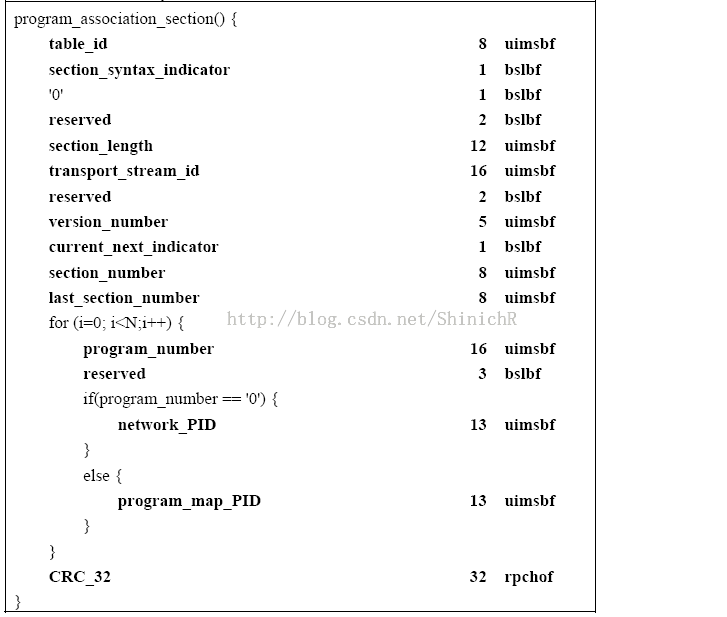 program_association_section() {
table_id 8 uimsbf
section_syntax_indicator 1 bslbf
'0' 1 bslbf
reserved 2 bslbf
section_length 12 uimsbf
transport_stream_id 16 uimsbf
reserved 2 bslbf
version_number 5 uimsbf
current_next_indicator 1 bslbf
section_number 8 uimsbf
last_section_number 8 uimsbf
for (i=0; i<N;i++) {
http://blog.csdn.net/ShinichR
program_number 16 uimsbf
reserved 3 bslbf
if(program_number == '0') {
network_PID 13 uimsbf
}
else {
program_map_PID 13 uimsbf
}
}
CRC_32 32 rpchof
}